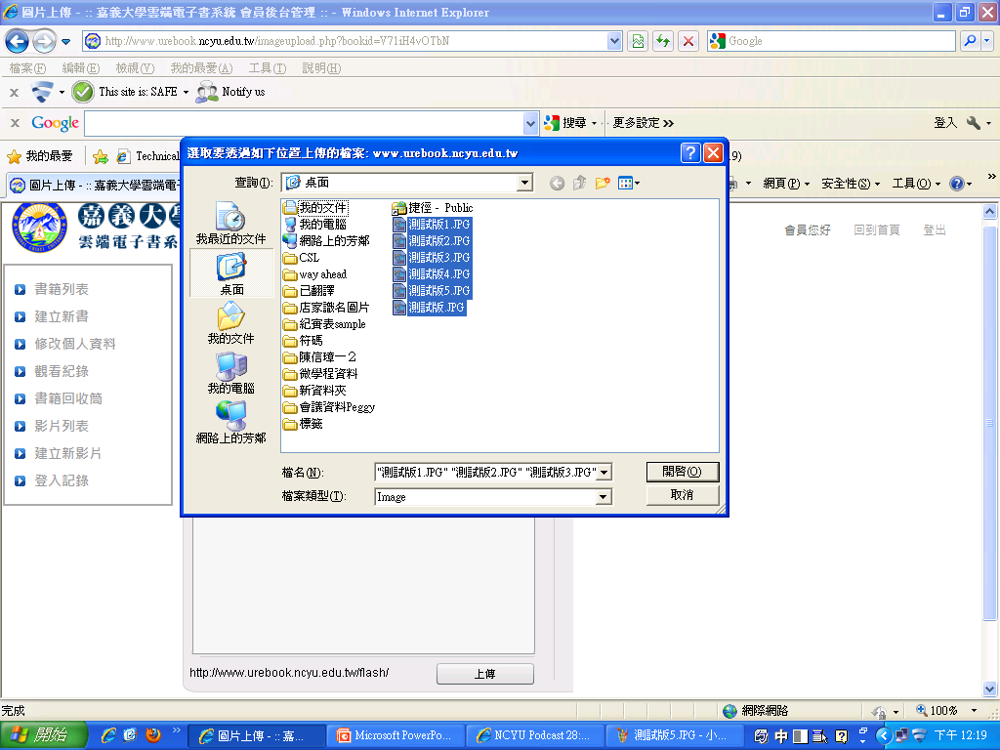 圖片上傳 - :: 嘉義大學雲端電子書系統 會員後台管理 :: - Windows Internet Explorer
http://www.urebook.ncyu.edu.tw/imageupload.php?bookid=V71iH4vOTbN
Google
檔案(F) 編輯(E) 檢視(V) 我的最愛(A) 工具(T) 說明(H)
x This site is: SAFE Notify us
x Google 搜尋 更多設定 >> 登入
我的最愛 Technical
9)
圖片上傳 - :: 嘉義大學雲端電子
網頁(P) 安全性(S) 工具(O) >>
嘉義大學
雲端電子書系
會員您好 回到首頁 登出
書籍列表
建立新書
修改個人資料
觀看紀錄
書籍回收筒
影片列表
建立新影片
登入記錄
選取要透過如下位置上傳的檔案: www.urebook.ncyu.edu.tw
查詢(I): 桌面
我最近的文件
桌面
我的文件
我的電腦
網路上的芳鄰
我的文件
我的電腦
網路上的芳鄰
CSL
way ahead
已翻譯
店家識名圖片
紀實表sample
符碼
陳信瑋一2
微學程資料
新資料夾
會議資料Peggy
標籤
捷徑 - Public
測試版1.JPG
測試版2.JPG
測試版3.JPG
測試版4.JPG
測試版5.JPG
測試版.JPG
檔名(N): "測試版1.JPG" "測試版2.JPG" "測試版3.JPG" 開啓(O)
檔案類型(T): Image 取消
http://www.urebook.ncyu.edu.tw/flash/ 上傳
完成 網際網路 100%
開始 >> 圖片上傳 - :: 嘉... Microsoft PowerPo... NCYU Podcast 28:... 測試版5.JPG - 小... 中 下午 12:19